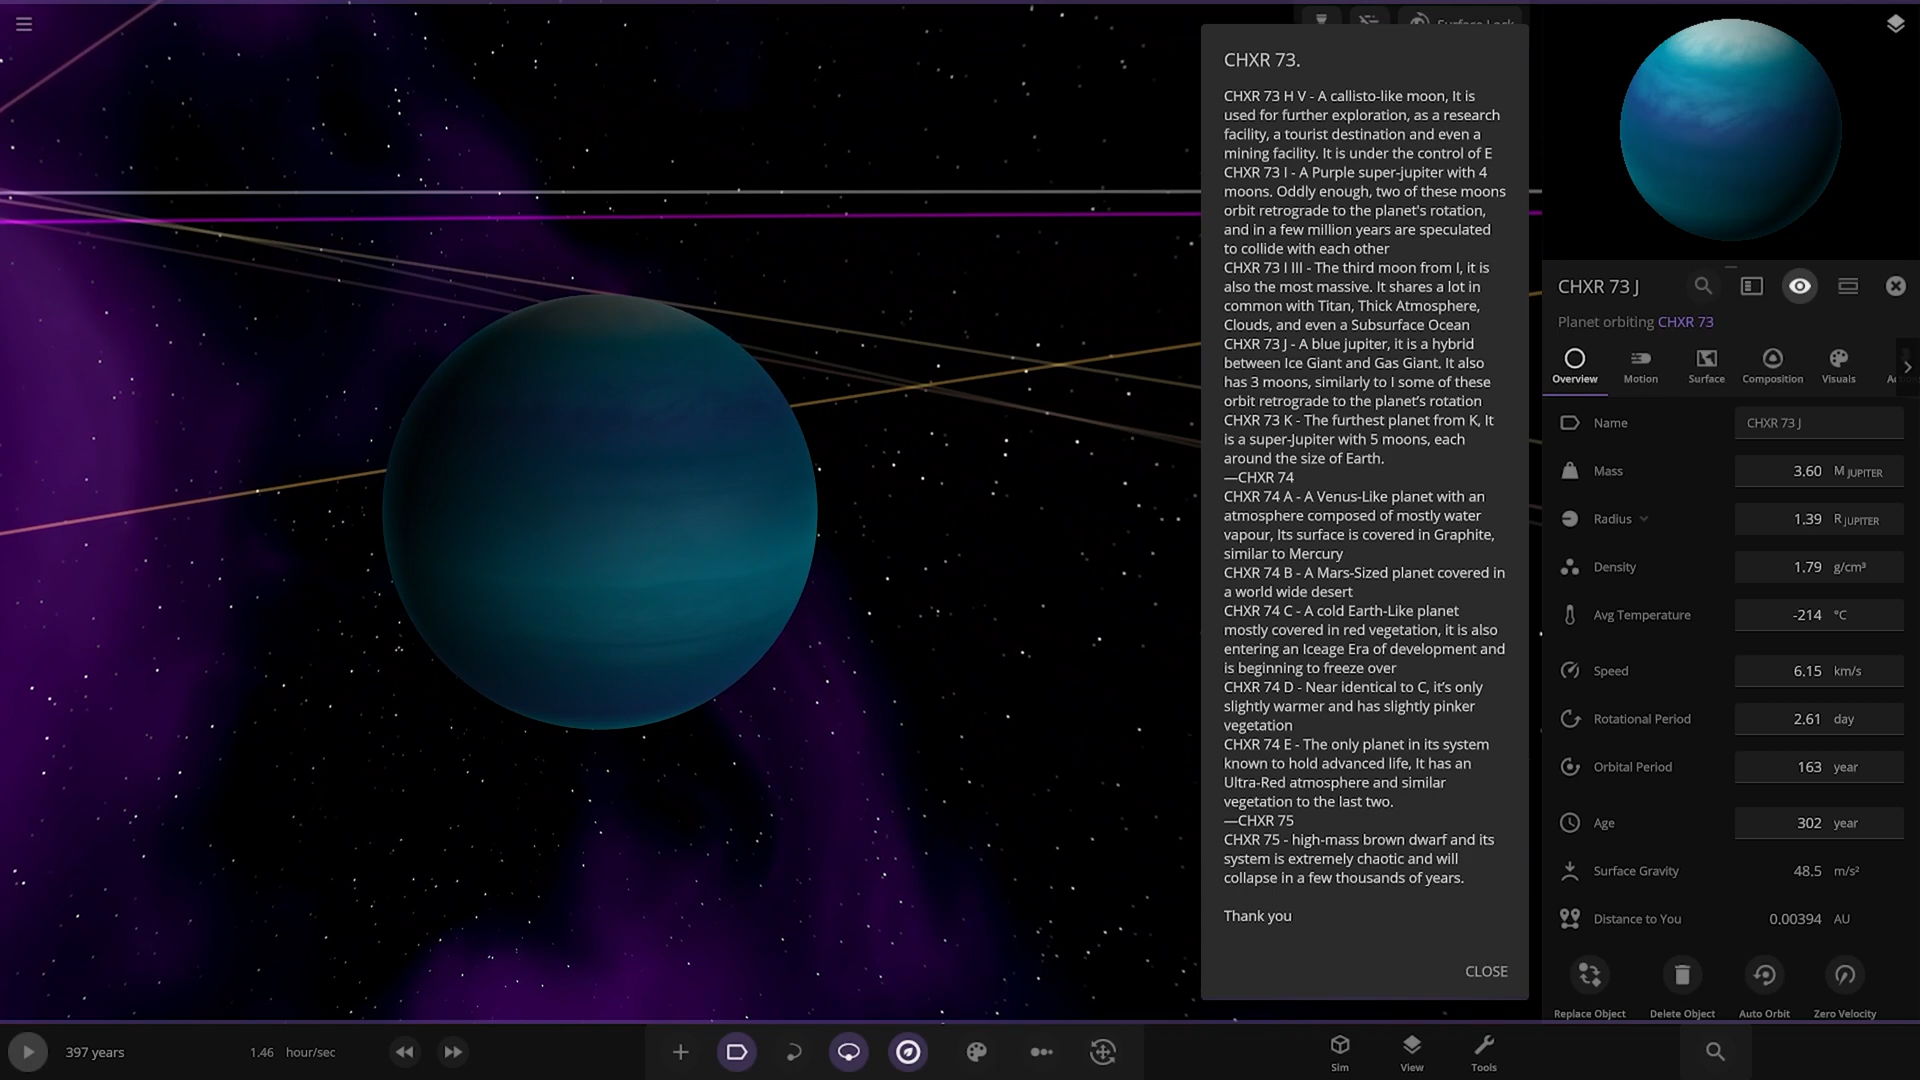 Surface Lock
CHXR 73.
CHXR 73 H V - A callisto-like moon, It is
used for further exploration, as a research
facility, a tourist destination and even a
mining facility. It is under the control of E
CHXR 73 I - A Purple super-jupiter with 4
moons. Oddly enough, two of these moons
orbit retrograde to the planet's rotation,
and in a few million years are speculated
to collide with each other
CHXR 73 I III - The third moon from I, it is
also the most massive. It shares a lot in
common with Titan, Thick Atmosphere,
Clouds, and even a Subsurface Ocean
CHXR 73 J - A blue jupiter, it is a hybrid
between Ice Giant and Gas Giant. It also
has 3 moons, similarly to I some of these
orbit retrograde to the planet's rotation
CHXR 73 K - The furthest planet from K, It
is a super-Jupiter with 5 moons, each
around the size of Earth.
—CHXR 74
CHXR 74 A - A Venus-Like planet with an
atmosphere composed of mostly water
vapour, Its surface is covered in Graphite,
similar to Mercury
CHXR 74 B - A Mars-Sized planet covered in
a world wide desert
CHXR 74 C - A cold Earth-Like planet
mostly covered in red vegetation, it is also
entering an Iceage Era of development and
is beginning to freeze over
CHXR 74 D - Near identical to C, it's only
slightly warmer and has slightly pinker
vegetation
CHXR 74 E - The only planet in its system
known to hold advanced life, It has an
Ultra-Red atmosphere and similar
vegetation to the last two.
—CHXR 75
CHXR 75 - high-mass brown dwarf and its
system is extremely chaotic and will
collapse in a few thousands of years.
Thank you
CLOSE
CHXR 73 J
Planet orbiting CHXR 73
Overview Motion Surface Composition Visuals
Name CHXR 73 J
Mass 3.60 M JUPITER
Radius 1.39 R JUPITER
Density 1.79 g/cm³
Avg Temperature -214 °C
Speed 6.15 km/s
Rotational Period 2.61 day
Orbital Period 163 year
Age 302 year
Surface Gravity 48.5 m/s²
Distance to You 0.00394 AU
Replace Object Delete Object Auto Orbit Zero Velocity
397 years 1.46 hour/sec
Sim View Tools